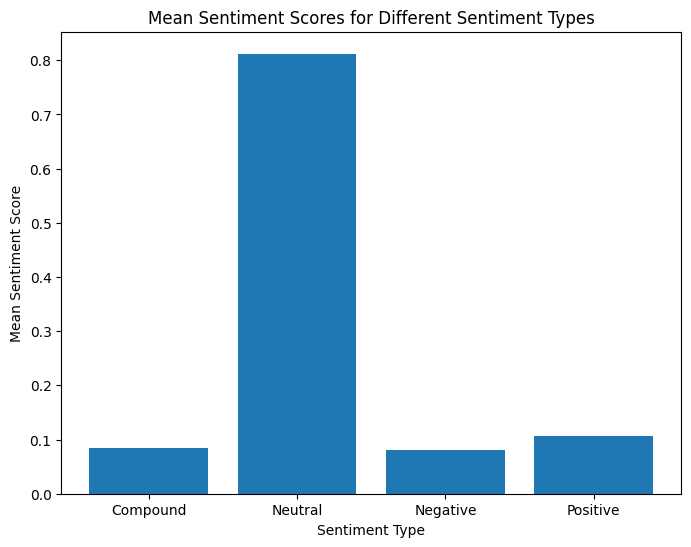 Mean Sentiment Scores for Different Sentiment Types
Mean Sentiment Score
0.8
0.7
0.6
0.5
0.4
0.3
0.2
0.1
0.0
Compound
Neutral
Negative
Positive
Sentiment Type